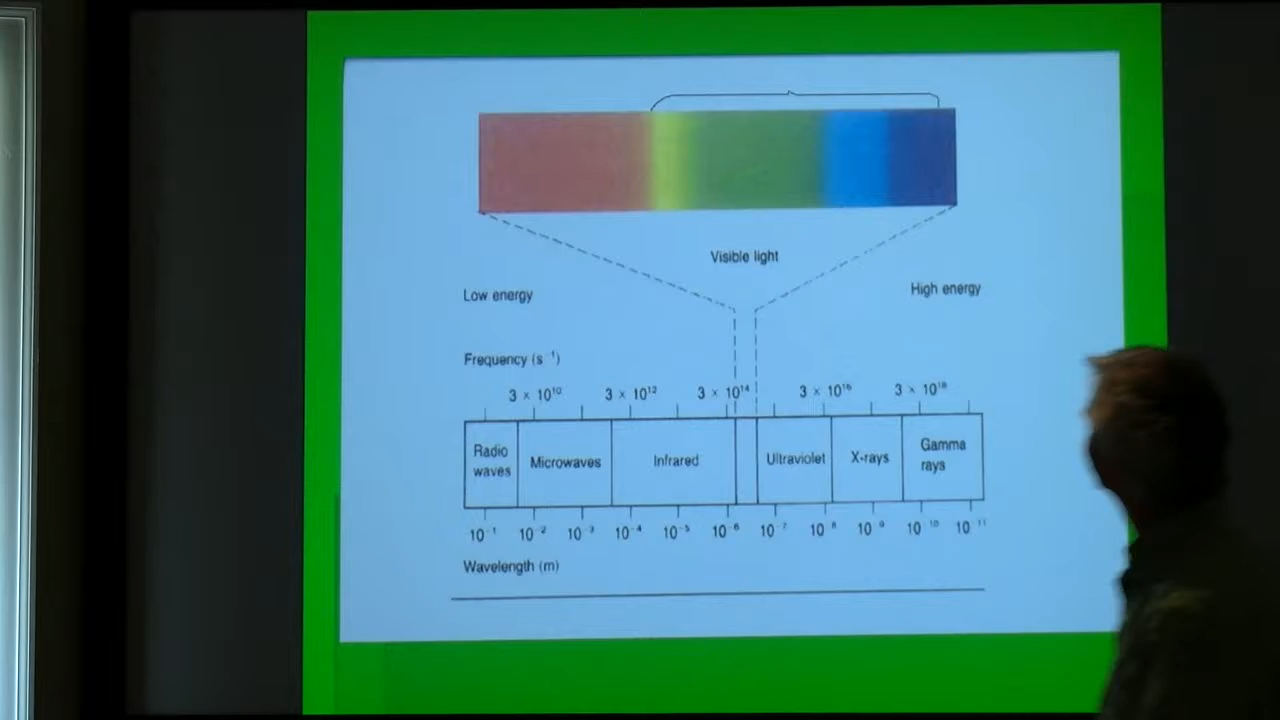 Visible light
Low energy
High energy
Frequency (s⁻¹)
3 × 10¹⁰ 3 × 10¹² 3 × 10¹⁴ 3 × 10¹⁶ 3 × 10¹⁸
Radio waves
Microwaves
Infrared
Ultraviolet
X-rays
Gamma rays
10⁻¹ 10⁻² 10⁻³ 10⁻⁴ 10⁻⁵ 10⁻⁶ 10⁻⁷ 10⁻⁸ 10⁻⁹ 10⁻¹⁰ 10⁻¹¹
Wavelength (m)